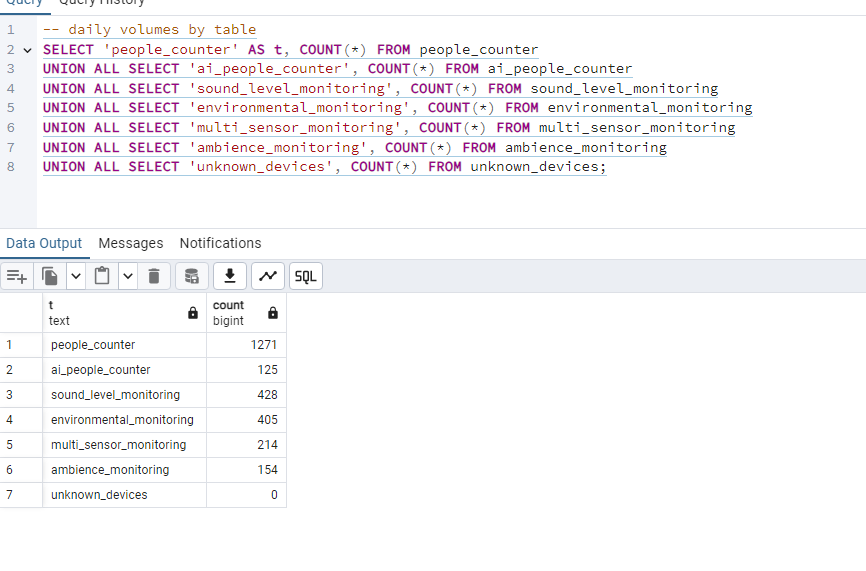 Query Query History
1 -- daily volumes by table
2 SELECT 'people_counter' AS t, COUNT(*) FROM people_counter
3 UNION ALL SELECT 'ai_people_counter', COUNT(*) FROM ai_people_counter
4 UNION ALL SELECT 'sound_level_monitoring', COUNT(*) FROM sound_level_monitoring
5 UNION ALL SELECT 'environmental_monitoring', COUNT(*) FROM environmental_monitoring
6 UNION ALL SELECT 'multi_sensor_monitoring', COUNT(*) FROM multi_sensor_monitoring
7 UNION ALL SELECT 'ambience_monitoring', COUNT(*) FROM ambience_monitoring
8 UNION ALL SELECT 'unknown_devices', COUNT(*) FROM unknown_devices;
Data Output Messages Notifications
SQL
t count
text bigint
1 people_counter 1271
2 ai_people_counter 125
3 sound_level_monitoring 428
4 environmental_monitoring 405
5 multi_sensor_monitoring 214
6 ambience_monitoring 154
7 unknown_devices 0